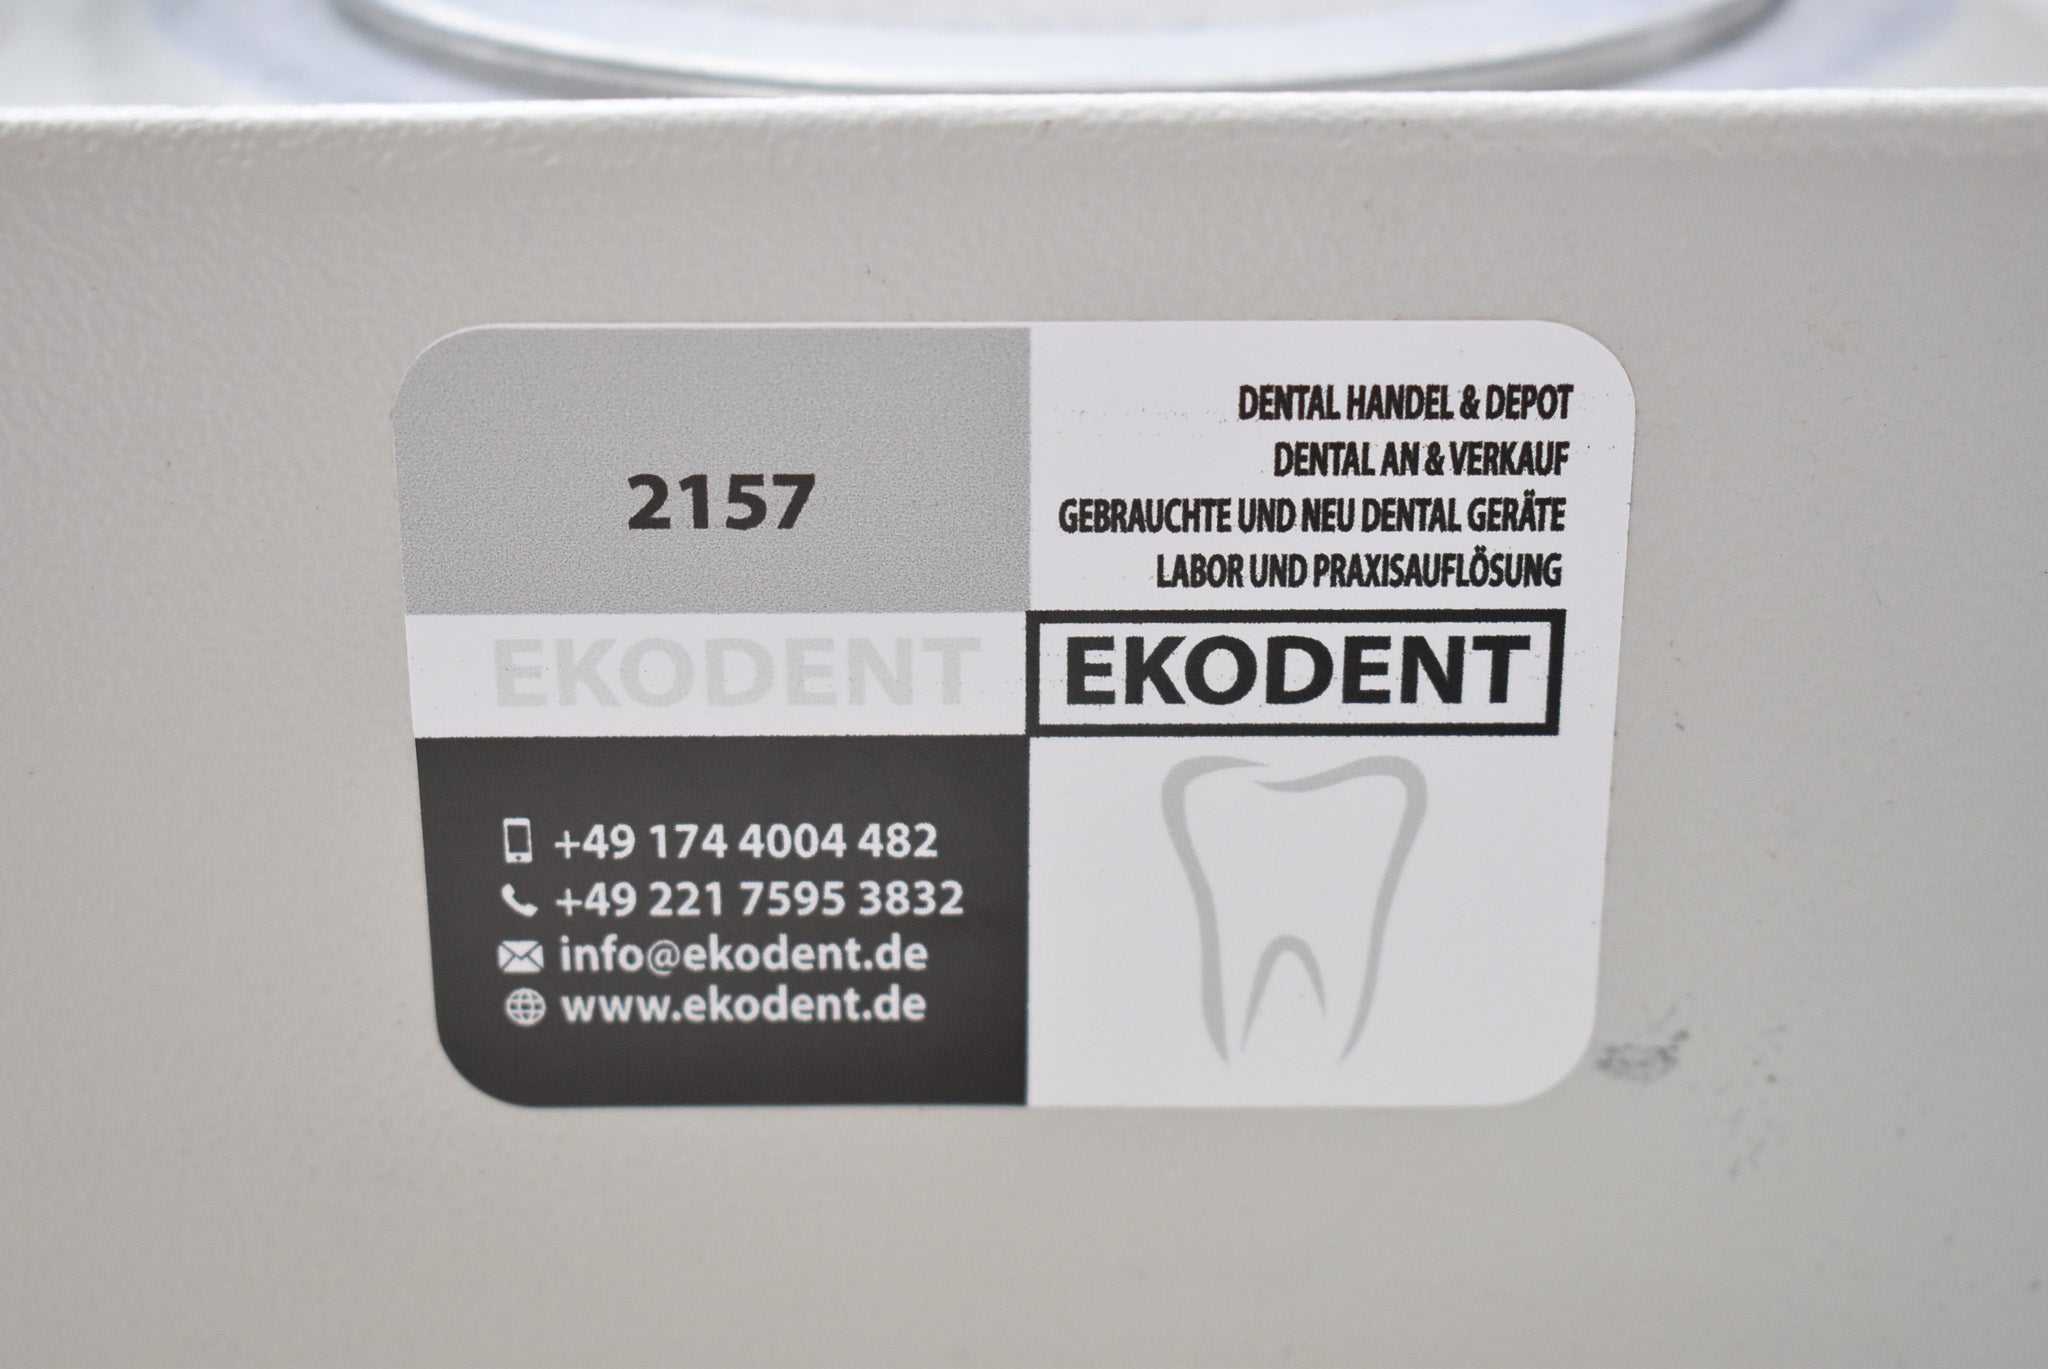 2157
EKODENT
+49 174 4004 482
+49 221 7595 3832
info@ekodent.de
www.ekodent.de
DENTAL HANDEL & DEPOT
DENTAL AN & VERKAUF
GEBRAUCHTE UND NEU DENTAL GERÄTE
LABOR UND PRAXISAUFLÖSUNG
EKODENT